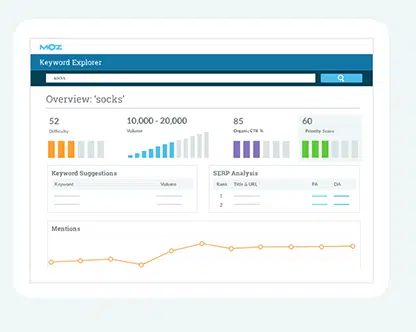 MOZ
Keyword Explorer
socks
Overview: 'socks'
52
Difficulty
10,000 - 20,000
Volume
85
Organic CTR %
60
Priority Score
Keyword Suggestions
Keyword Volume
SERP Analysis
Rank Title & URL PA DA
1
2
Mentions